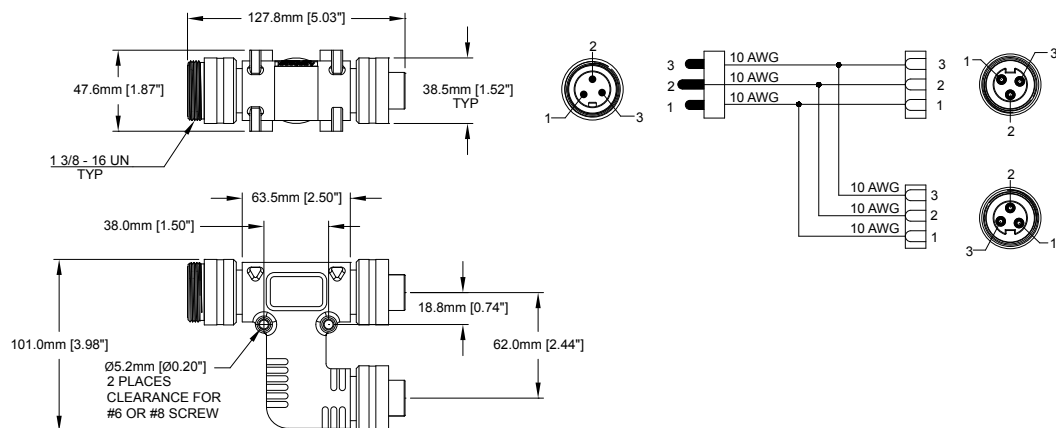 127.8mm [5.03"]
47.6mm [1.87"]
38.5mm [1.52"]
TYP
1 3/8 - 16 UN
TYP
2
1
3
3
10 AWG
3
2
10 AWG
2
1
10 AWG
1
1
3
2
10 AWG
3
10 AWG
2
10 AWG
1
2
3
1
63.5mm [2.50"]
38.0mm [1.50"]
18.8mm [0.74"]
62.0mm [2.44"]
101.0mm [3.98"]
Ø5.2mm [Ø0.20"]
2 PLACES
CLEARANCE FOR
#6 OR #8 SCREW